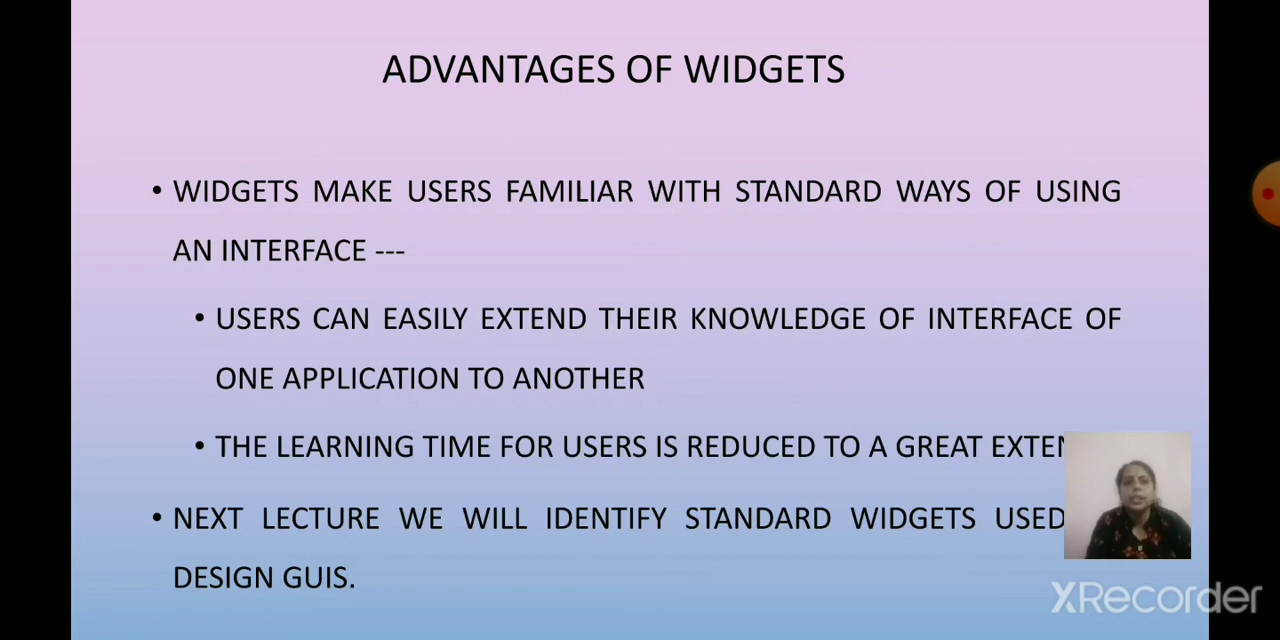 ADVANTAGES OF WIDGETS
• WIDGETS MAKE USERS FAMILIAR WITH STANDARD WAYS OF USING
AN INTERFACE ---
• USERS CAN EASILY EXTEND THEIR KNOWLEDGE OF INTERFACE OF
ONE APPLICATION TO ANOTHER
• THE LEARNING TIME FOR USERS IS REDUCED TO A GREAT
• NEXT LECTURE WE WILL IDENTIFY STANDARD WIDGETS USED
DESIGN GUIS.
XRecorder